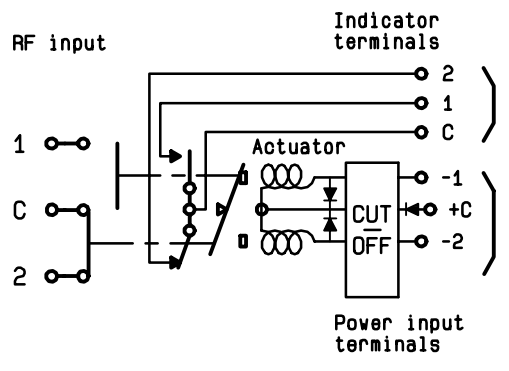 Indicator
terminals
RF input
2
1
C
Actuator
1
-1
C
CUT
OFF
+C
-2
2
Power input
terminals